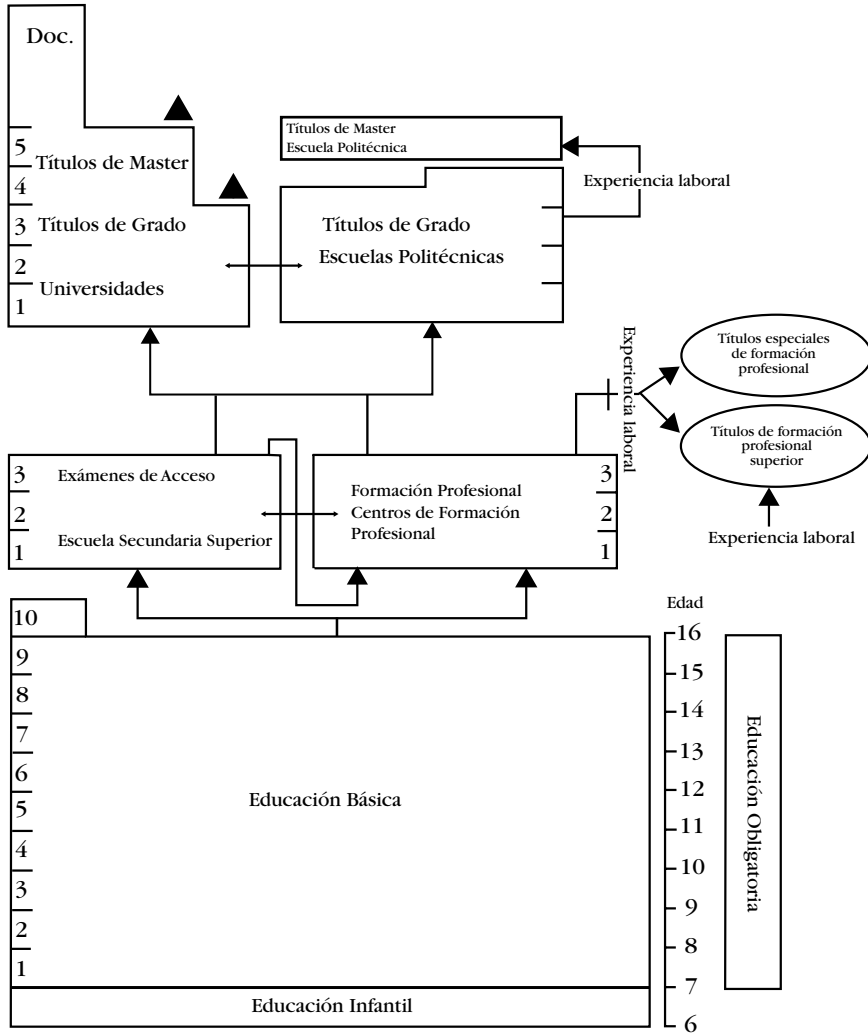 Doc.
5
4
3
2
1
Títulos de Master
Títulos de Grado
Universidades
Títulos de Master
Escuela Politécnica
Experiencia laboral
Títulos de Grado
Escuelas Politécnicas
Experiencia laboral
Títulos especiales
de formación
profesional
Títulos de formación
profesional
superior
Experiencia laboral
3
2
1
Exámenes de Acceso
Escuela Secundaria Superior
Formación Profesional
Centros de Formación
Profesional
3
2
1
10
9
8
7
6
5
4
3
2
1
Educación Básica
Educación Infantil
Edad
16
15
14
13
12
11
10
9
8
7
6
Educación Obligatoria